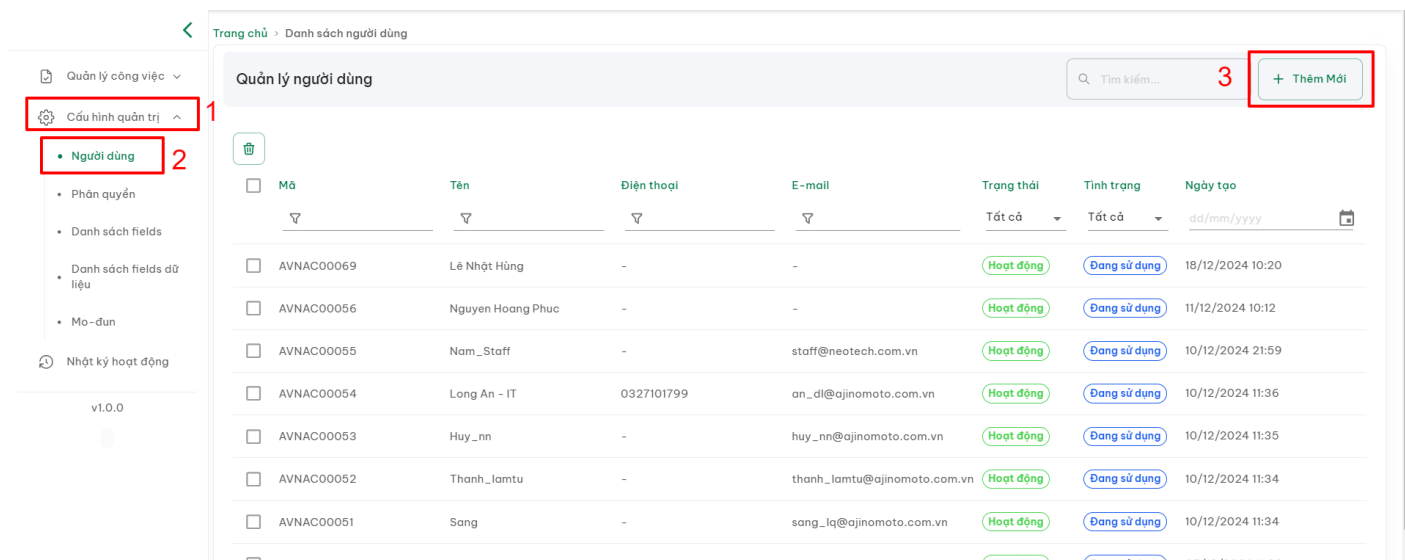 Trang chủ > Danh sách người dùng
Quản lý công việc
Cấu hình quản trị
1
Người dùng
2
Phân quyền
Danh sách fields
Danh sách fields dữ
liệu
Mo-đun
Nhật ký hoạt động
v1.0.0
Quản lý người dùng
Tìm kiếm...
3
+ Thêm Mới
Mã Tên Điện thoại E-mail Trạng thái Tình trạng Ngày tạo
Tất cả Tất cả dd/mm/yyyy
AVNAC00069 Lê Nhật Hùng - - Hoạt động Đang sử dụng 18/12/2024 10:20
AVNAC00056 Nguyen Hoang Phuc - - Hoạt động Đang sử dụng 11/12/2024 10:12
AVNAC00055 Nam_Staff - staff@neotech.com.vn Hoạt động Đang sử dụng 10/12/2024 21:59
AVNAC00054 Long An - IT 0327101799 an_dl@ajinomoto.com.vn Hoạt động Đang sử dụng 10/12/2024 11:36
AVNAC00053 Huy_nn - huy_nn@ajinomoto.com.vn Hoạt động Đang sử dụng 10/12/2024 11:35
AVNAC00052 Thanh_lamtu - thanh_lamtu@ajinomoto.com.vn Hoạt động Đang sử dụng 10/12/2024 11:34
AVNAC00051 Sang - sang_lq@ajinomoto.com.vn Hoạt động Đang sử dụng 10/12/2024 11:34